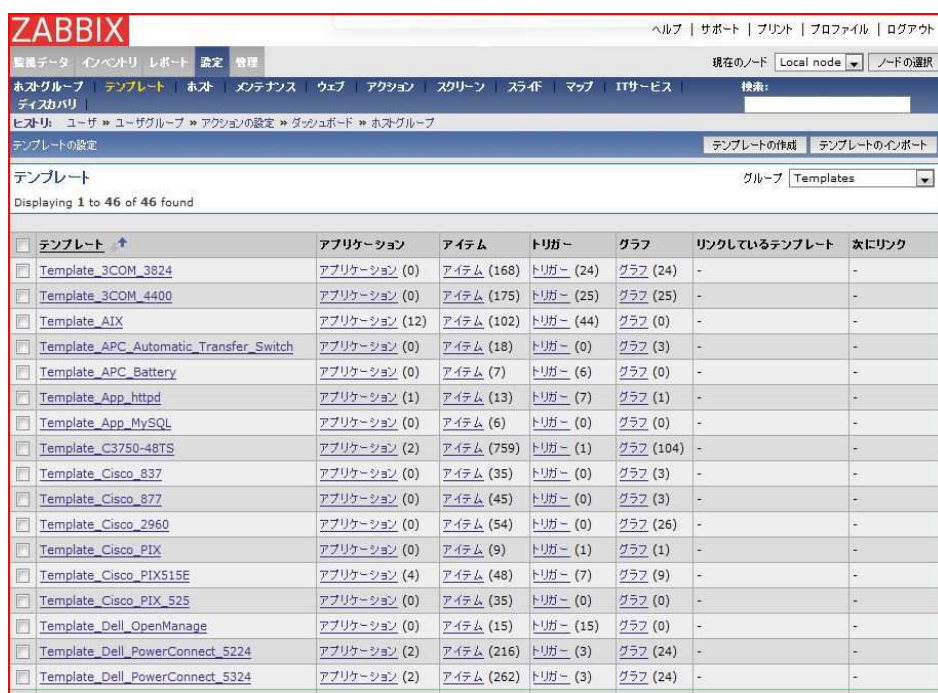 ZABBIX
ヘルプ | サポート | プリント | プロファイル | ログアウト
監視データ インベントリ レポート 設定 管理
現在のノード Local node ノードの選択
ホストグループ | テンプレート | ホスト | メンテナンス | ウェブ | アクション | スクリーン | スライド | マップ | ITサービス |
ディスカバリ |
検索:
ヒストリ: ユーザ » ユーザグループ » アクションの設定 » ダッシュボード » ホストグループ
テンプレートの設定
テンプレートの作成 テンプレートのインポート
テンプレート
グループ Templates
Displaying 1 to 46 of 46 found
テンプレート アプリケーション アイテム トリガー グラフ リンクしているテンプレート 次にリンク
Template_3COM_3824 アプリケーション (0) アイテム (168) トリガー (24) グラフ (24) - -
Template_3COM_4400 アプリケーション (0) アイテム (175) トリガー (25) グラフ (25) - -
Template_AIX アプリケーション (12) アイテム (102) トリガー (44) グラフ (0) - -
Template_APC_Automatic_Transfer_Switch アプリケーション (0) アイテム (18) トリガー (0) グラフ (3) - -
Template_APC_Battery アプリケーション (0) アイテム (7) トリガー (6) グラフ (0) - -
Template_App_httpd アプリケーション (1) アイテム (13) トリガー (7) グラフ (1) - -
Template_App_MySQL アプリケーション (0) アイテム (6) トリガー (0) グラフ (0) - -
Template_C3750-48TS アプリケーション (2) アイテム (759) トリガー (1) グラフ (104) - -
Template_Cisco_837 アプリケーション (0) アイテム (35) トリガー (0) グラフ (3) - -
Template_Cisco_877 アプリケーション (0) アイテム (45) トリガー (0) グラフ (3) - -
Template_Cisco_2960 アプリケーション (0) アイテム (54) トリガー (0) グラフ (26) - -
Template_Cisco_PIX アプリケーション (0) アイテム (9) トリガー (1) グラフ (1) - -
Template_Cisco_PIX515E アプリケーション (4) アイテム (48) トリガー (7) グラフ (9) - -
Template_Cisco_PIX_525 アプリケーション (0) アイテム (35) トリガー (0) グラフ (0) - -
Template_Dell_OpenManage アプリケーション (0) アイテム (15) トリガー (15) グラフ (0) - -
Template_Dell_PowerConnect_5224 アプリケーション (2) アイテム (216) トリガー (3) グラフ (24) - -
Template_Dell_PowerConnect_5324 アプリケーション (2) アイテム (262) トリガー (3) グラフ (24) - -